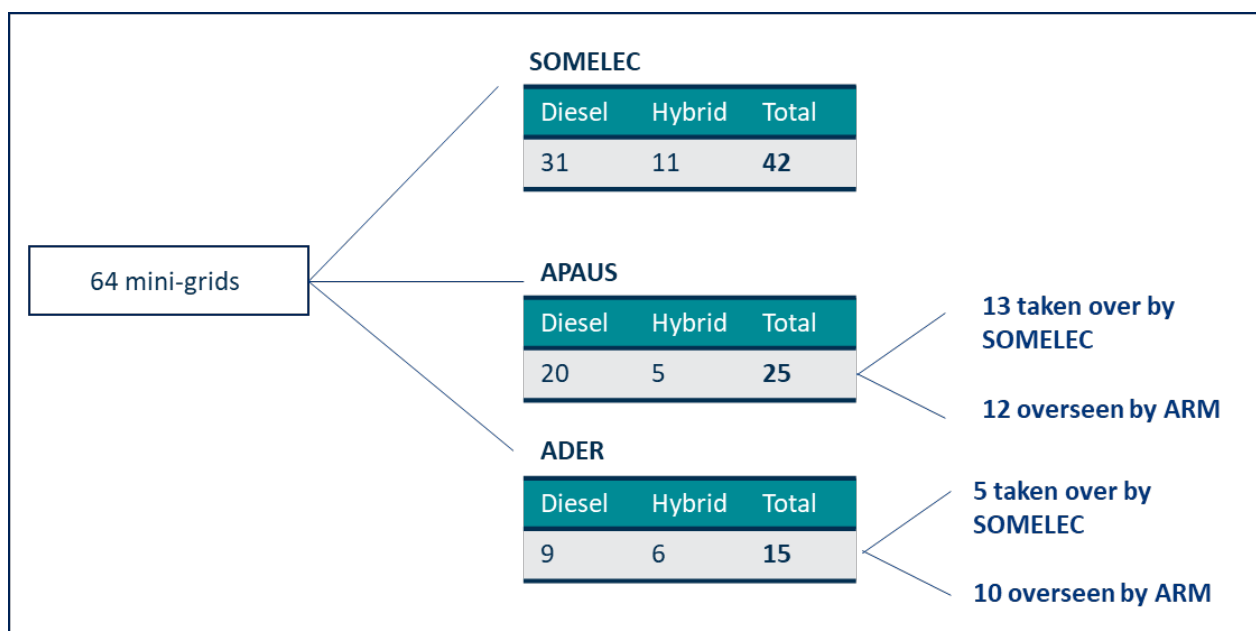 64 mini-grids
SOMELEC
Diesel Hybrid Total
31 11 42
APAUS
Diesel Hybrid Total
20 5 25
13 taken over by
SOMELEC
12 overseen by ARM
ADER
Diesel Hybrid Total
9 6 15
5 taken over by
SOMELEC
10 overseen by ARM